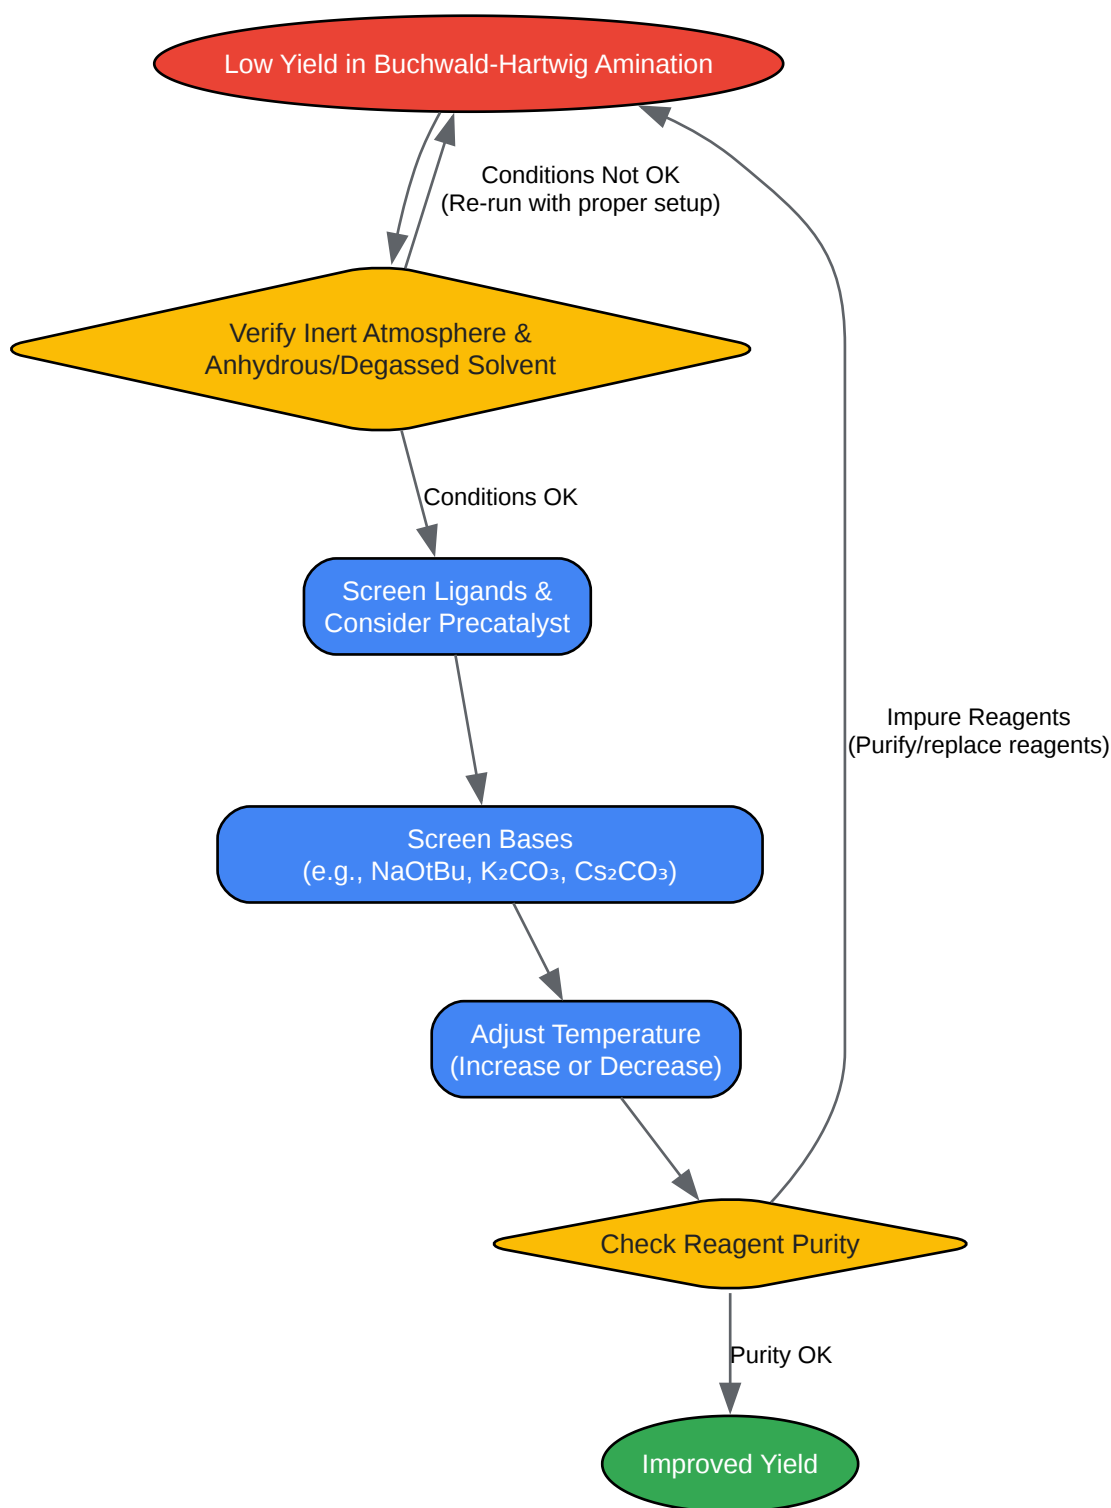 Low Yield in Buchwald-Hartwig Amination
Conditions Not OK
(Re-run with proper setup)
Verify Inert Atmosphere &
Anhydrous/Degassed Solvent
Conditions OK
Screen Ligands &
Consider Precatalyst
Impure Reagents
(Purify/replace reagents)
Screen Bases
(e.g., NaOtBu, K₂CO₃, Cs₂CO₃)
Adjust Temperature
(Increase or Decrease)
Check Reagent Purity
Purity OK
Improved Yield